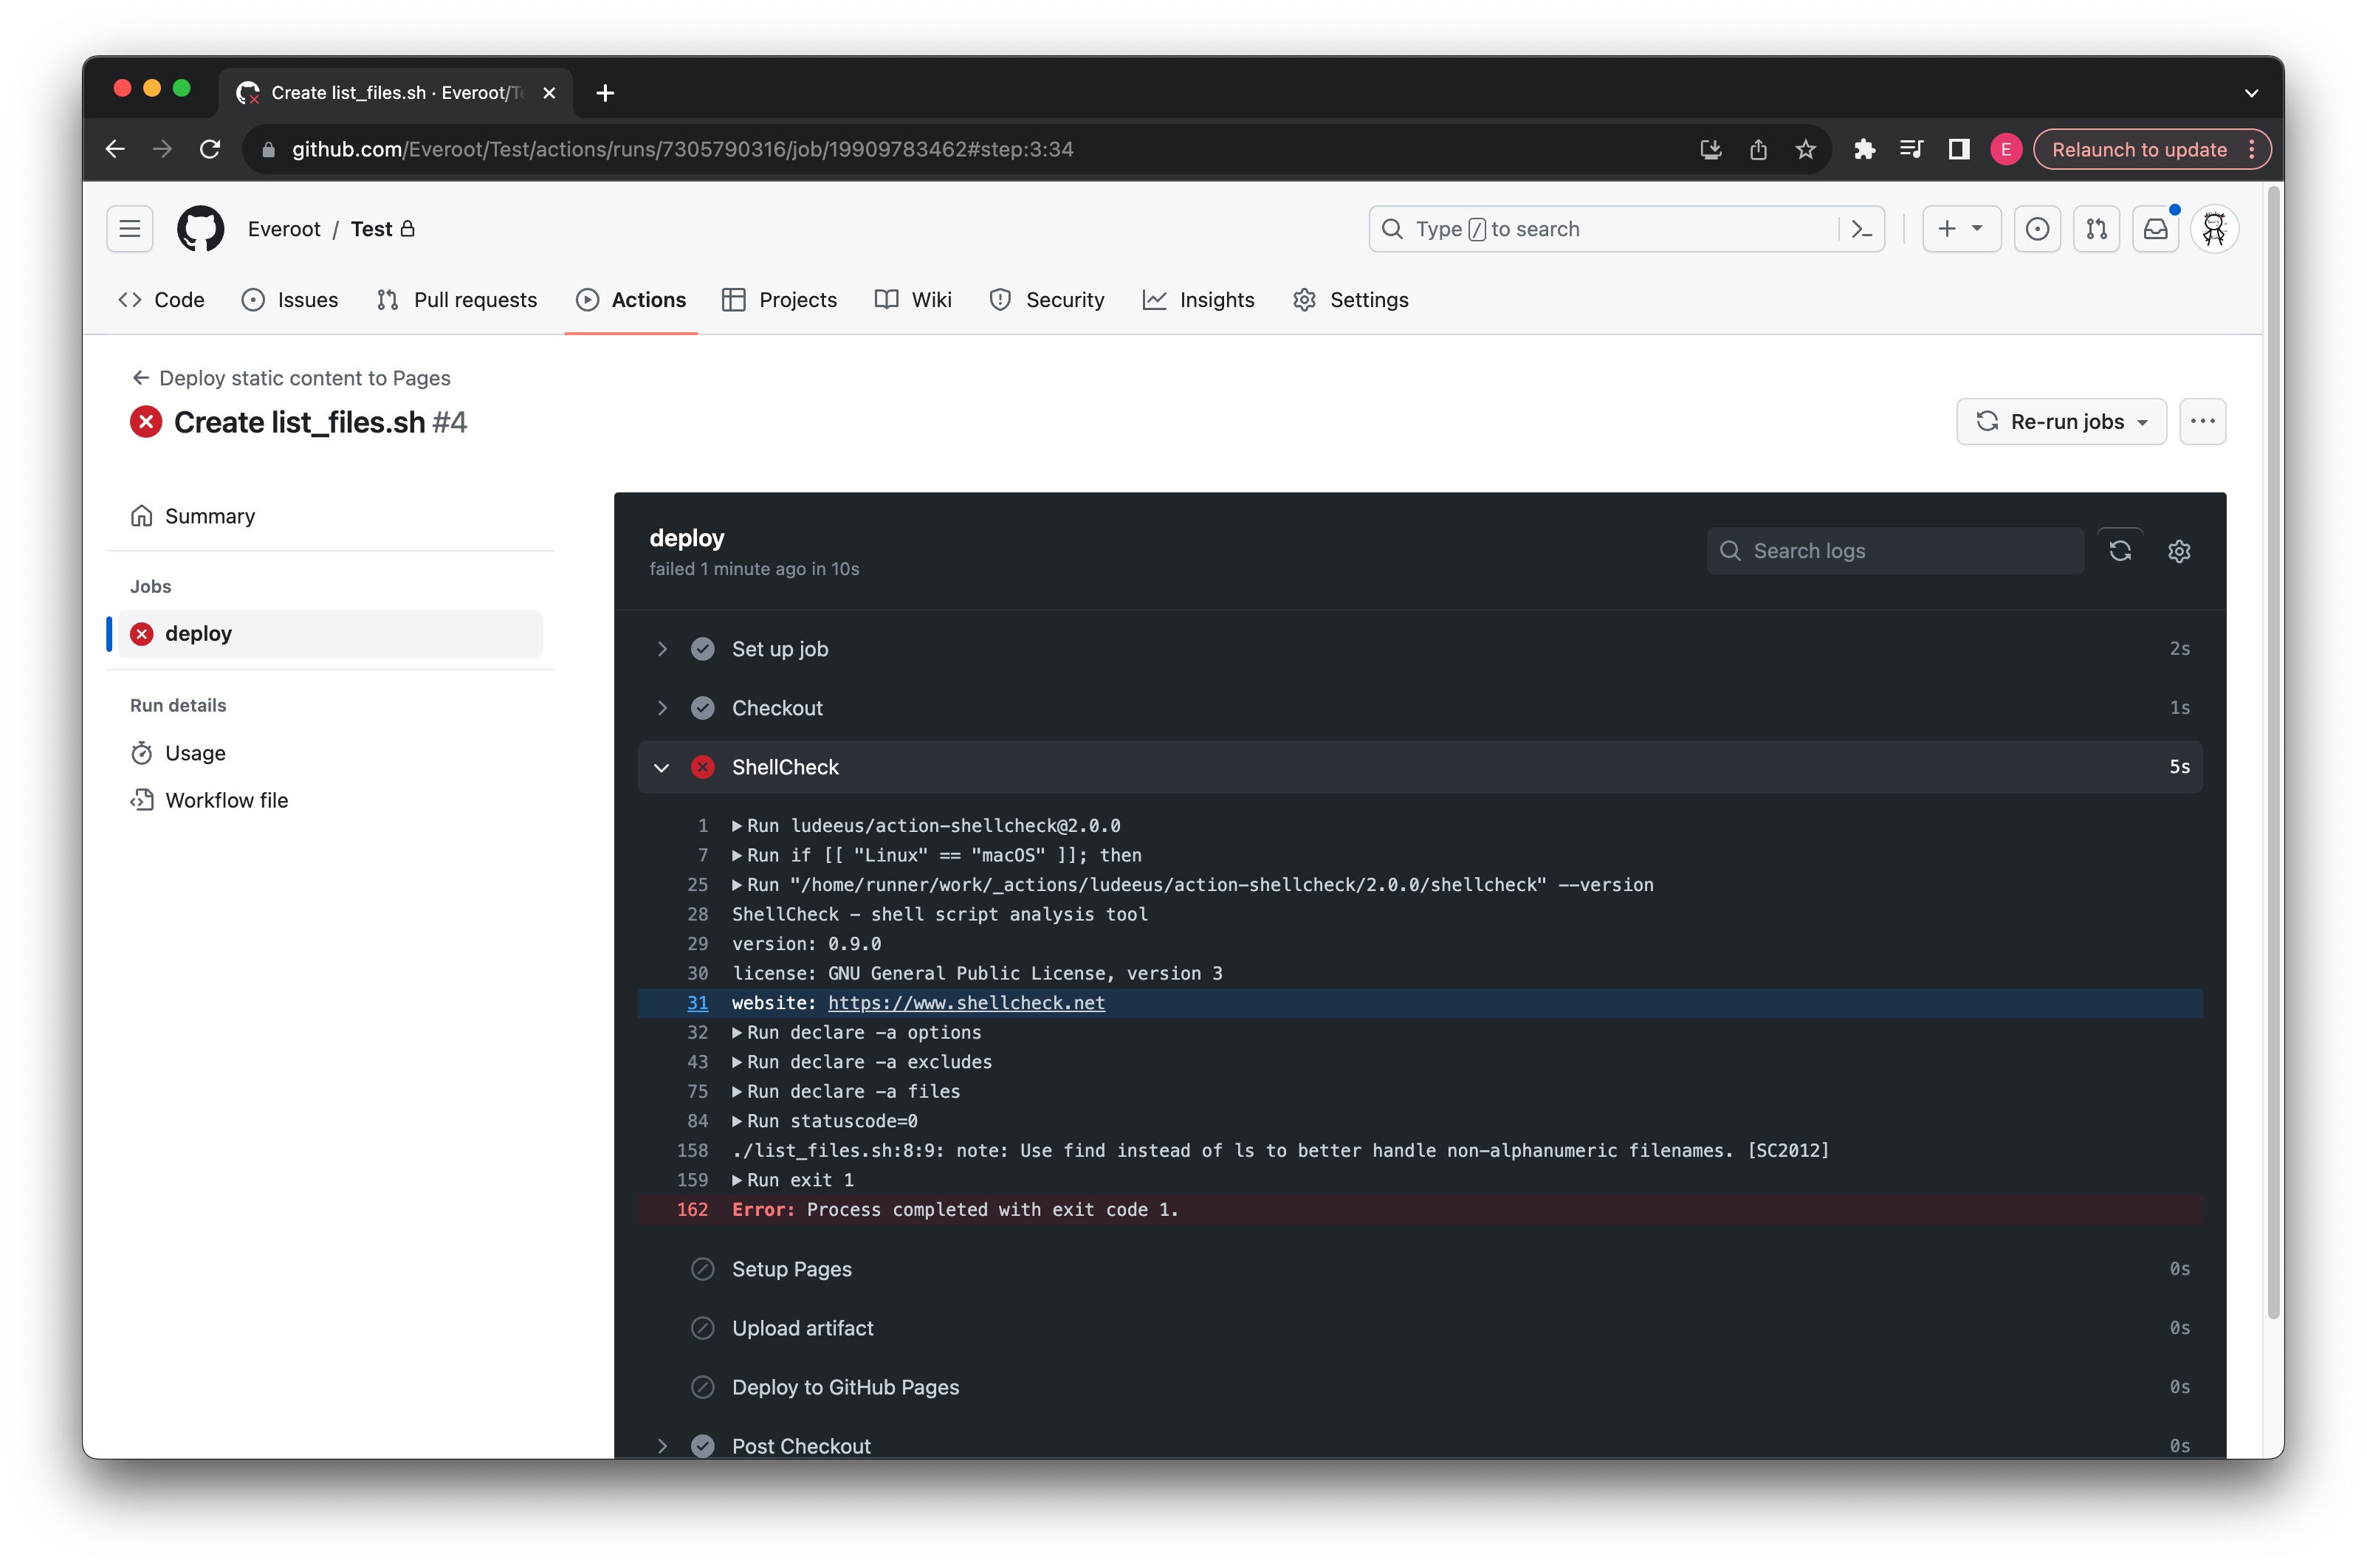 Create list_files.sh · Everoot/Te
github.com/Everoot/Test/actions/runs/7305790316/job/19909783462#step:3:34
E
Relaunch to update
Everoot / Test
Type / to search
Code
Issues
Pull requests
Actions
Projects
Wiki
Security
Insights
Settings
Deploy static content to Pages
Create list_files.sh #4
Re-run jobs
Summary
Jobs
deploy
Run details
Usage
Workflow file
deploy
failed 1 minute ago in 10s
Search logs
Set up job 2s
Checkout 1s
ShellCheck 5s
1 Run ludeeus/action-shellcheck@2.0.0
7 Run if [[ "Linux" == "macOS" ]]; then
25 Run "/home/runner/work/_actions/ludeeus/action-shellcheck/2.0.0/shellcheck" --version
28 ShellCheck - shell script analysis tool
29 version: 0.9.0
30 license: GNU General Public License, version 3
31 website: https://www.shellcheck.net
32 Run declare -a options
43 Run declare -a excludes
75 Run declare -a files
84 Run statuscode=0
158 ./list_files.sh:8:9: note: Use find instead of ls to better handle non-alphanumeric filenames. [SC2012]
159 Run exit 1
162 Error: Process completed with exit code 1.
Setup Pages 0s
Upload artifact 0s
Deploy to GitHub Pages 0s
Post Checkout 0s